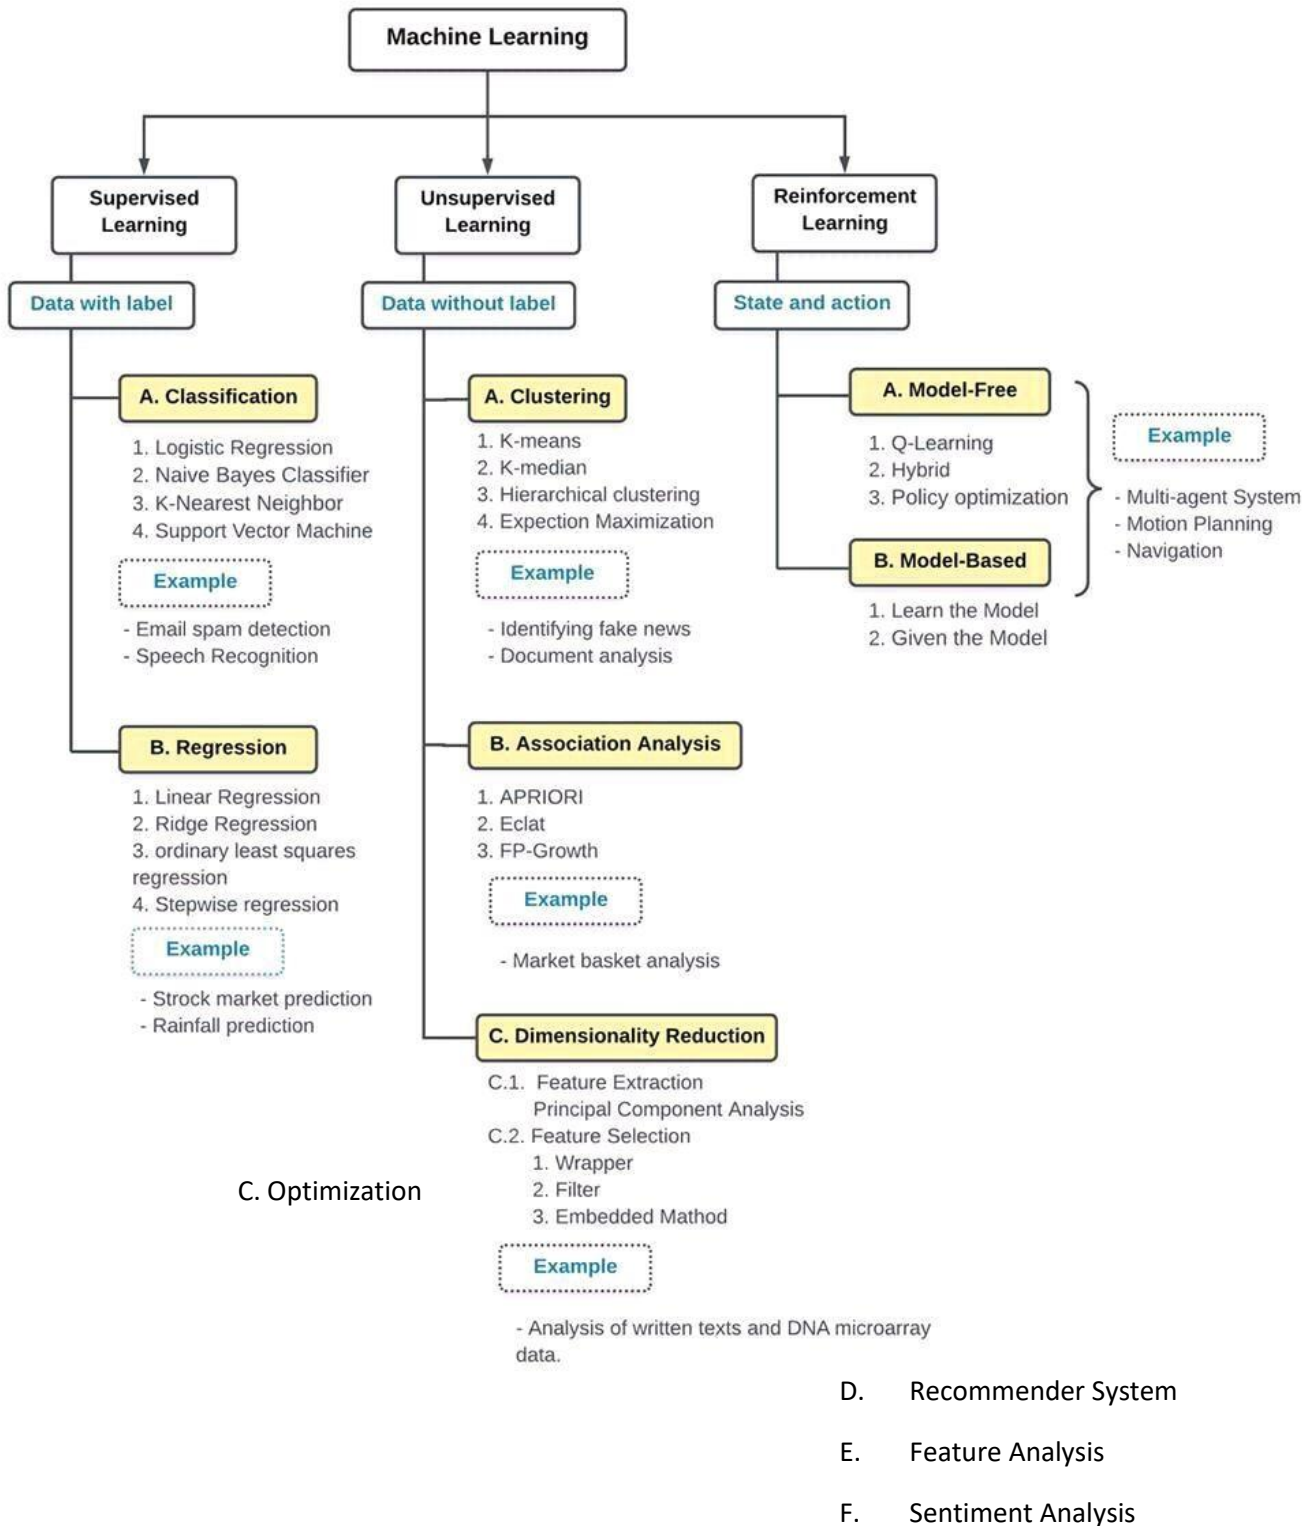 Machine Learning
Supervised
Learning
Data with label
A. Classification
1. Logistic Regression
2. Naive Bayes Classifier
3. K-Nearest Neighbor
4. Support Vector Machine
Example
- Email spam detection
- Speech Recognition
B. Regression
1. Linear Regression
2. Ridge Regression
3. ordinary least squares
regression
4. Stepwise regression
Example
- Strock market prediction
- Rainfall prediction
C. Optimization
Unsupervised
Learning
Data without label
A. Clustering
1. K-means
2. K-median
3. Hierarchical clustering
4. Expection Maximization
Example
- Identifying fake news
- Document analysis
B. Association Analysis
1. APRIORI
2. Eclat
3. FP-Growth
Example
- Market basket analysis
C. Dimensionality Reduction
C.1. Feature Extraction
Principal Component Analysis
C.2. Feature Selection
1. Wrapper
2. Filter
3. Embedded Mathod
Example
- Analysis of written texts and DNA microarray
data.
Reinforcement
Learning
State and action
A. Model-Free
1. Q-Learning
2. Hybrid
3. Policy optimization
B. Model-Based
1. Learn the Model
2. Given the Model
Example
- Multi-agent System
- Motion Planning
- Navigation
D. Recommender System
E. Feature Analysis
F. Sentiment Analysis